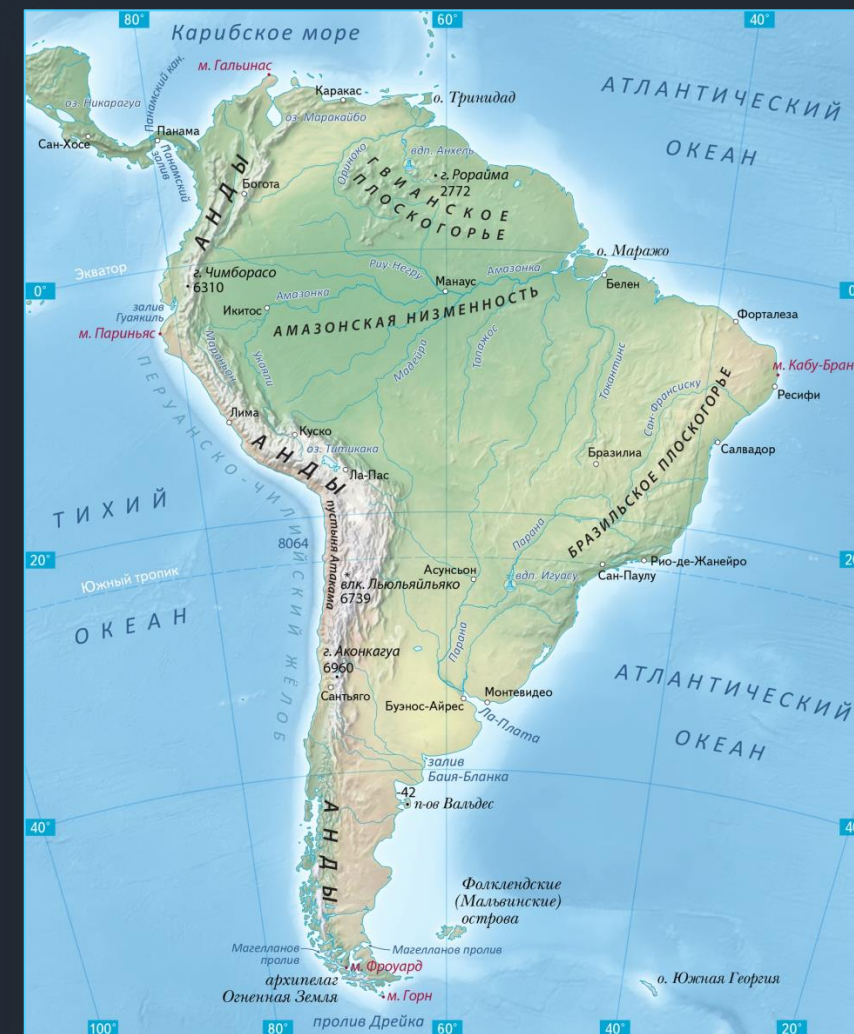 80°
60°
40°
Карибское море
м. Гальинас
АТЛАНТИЧЕСКИЙ
ОКЕАН
Панамский кан.
оз. Никарагуа
Каракас
о. Тринидад
оз. Маракайбо
Сан-Хосе
Панама
Панамский
залив
Ориноко
вдп. Анхель
г. Рорайма
2772
ГВИАНСКОЕ
ПЛОСКОГОРЬЕ
АНДЫ
Богота
Экватор
0°
г. Чимборасо
6310
Риу-Негру
Манаус
Амазонка
о. Маражо
Белен
0°
залив
Гуаякиль
Икитос
Амазонка
АМАЗОНСКАЯ НИЗМЕННОСТЬ
Форталеза
м. Париньяс
Мараньон
Укаяли
Мадейра
Тапажос
Токантинс
Сан-Франсиску
м. Кабу-Бран
Ресифи
ПЕРУАНСКО-ЧИЛИЙСКИЙ ЖЁЛОБ
Лима
Куско
оз. Титикака
АНДЫ
Ла-Пас
Бразилиа
Салвадор
БРАЗИЛЬСКОЕ ПЛОСКОГОРЬЕ
ТИХИЙ
ОКЕАН
8064
пустыня Атакама
Парана
20°
Южный тропик
влк. Льюльяйльяко
6739
Асунсьон
вдп. Игуасу
Сан-Паулу
Рио-де-Жанейро
20°
Парана
г. Аконкагуа
6960
Сантьяго
Буэнос-Айрес
Монтевидео
Ла-Плата
АТЛАНТИЧЕСКИЙ
ОКЕАН
залив
Баия-Бланка
-42
п-ов Вальдес
40°
АНДЫ
40
Фолклендские
(Мальвинские)
острова
Магелланов
пролив
Магелланов пролив
м. Фроуард
архипелаг
Огненная Земля
м. Горн
о. Южная Георгия
пролив Дрейка
100°
80°
60°
40°
20°